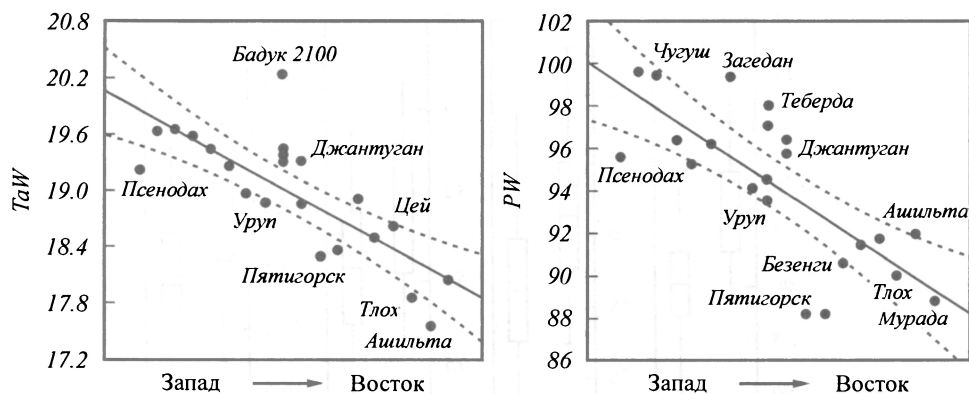 20.8
20.2
19.6
19.0
18.4
17.8
17.2
TaW
Бадук 2100
Джантуган
Псенодах
Уруп
Цей
Пятигорск
Тлох
Ашильта
Запад
Восток
100
98
96
94
92
90
88
86
PW
Чугуш
Загедан
Теберда
Джантуган
Псенодах
Уруп
Ашильта
Безенги
Тлох
Пятигорск
Мурада
Запад
Восток